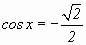 cos x = −√2/2